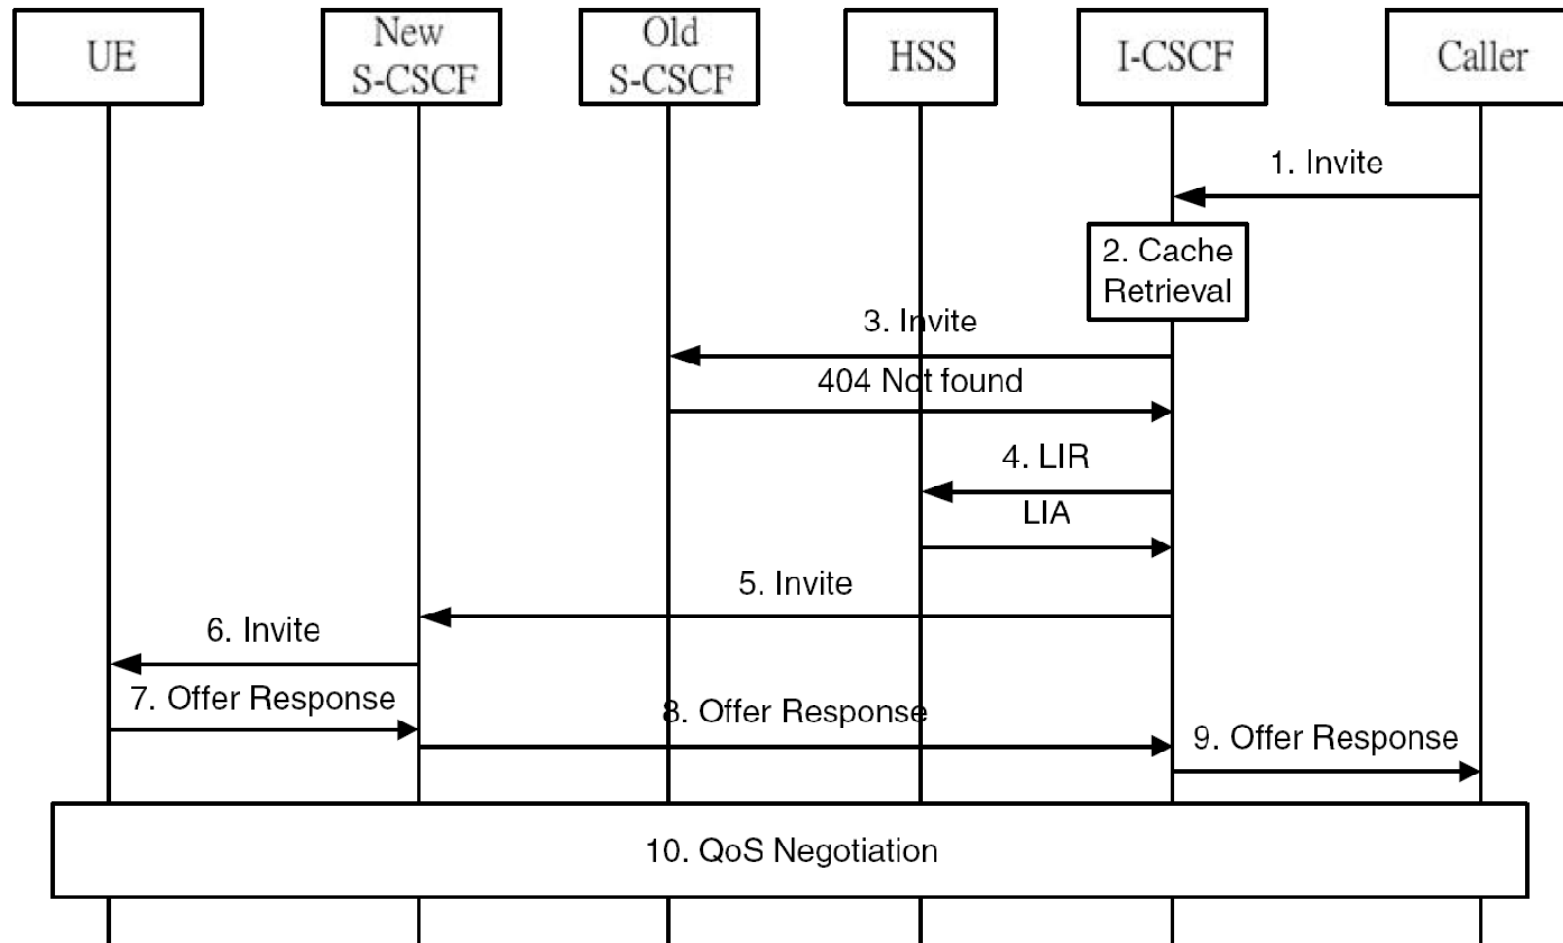 UE
New
S-CSCF
Old
S-CSCF
HSS
I-CSCF
Caller
1. Invite
2. Cache
Retrieval
3. Invite
404 Not found
4. LIR
LIA
5. Invite
6. Invite
7. Offer Response
8. Offer Response
9. Offer Response
10. QoS Negotiation